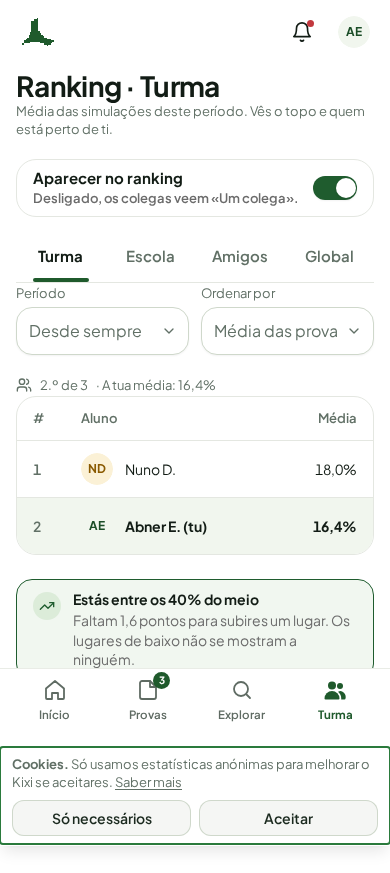 AE
Ranking · Turma
Média das simulações deste período. Vês o topo e quem
está perto de ti.
Aparecer no ranking
Desligado, os colegas veem «Um colega».
Turma Escola Amigos Global
Período Ordenar por
Desde sempre Média das prova
2.º de 3 · A tua média: 16,4%
# Aluno Média
1 ND Nuno D. 18,0%
2 AE Abner E. (tu) 16,4%
Estás entre os 40% do meio
Faltam 1,6 pontos para subires um lugar. Os
lugares de baixo não se mostram a
ninguém.
3
Início Provas Explorar Turma
Cookies. Só usamos estatísticas anónimas para melhorar o
Kixi se aceitares. Saber mais
Só necessários Aceitar